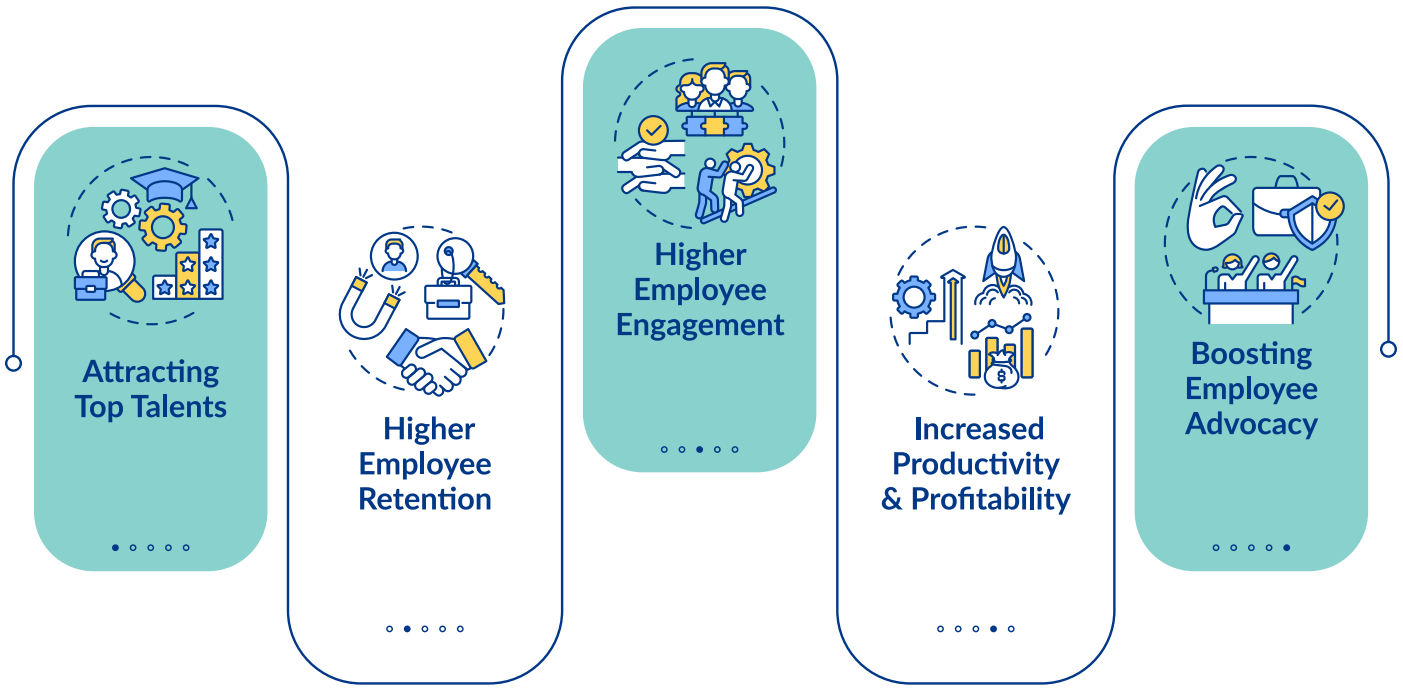 Attracting
Top Talents
Higher
Employee
Retention
Higher
Employee
Engagement
$
Increased
Productivity
& Profitability
Boosting
Employee
Advocacy